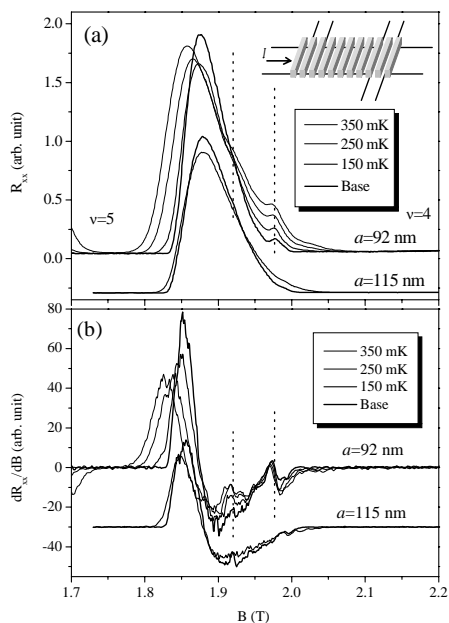 (a)
I
2.0
1.5
1.0
0.5
0.0
R_xx (arb. unit)
350 mK
250 mK
150 mK
Base
ν=5
ν=4
a=92 nm
a=115 nm
(b)
80
60
40
20
0
-20
-40
dR_xx/dB (arb. unit)
350 mK
250 mK
150 mK
Base
a=92 nm
a=115 nm
1.7 1.8 1.9 2.0 2.1 2.2
B (T)